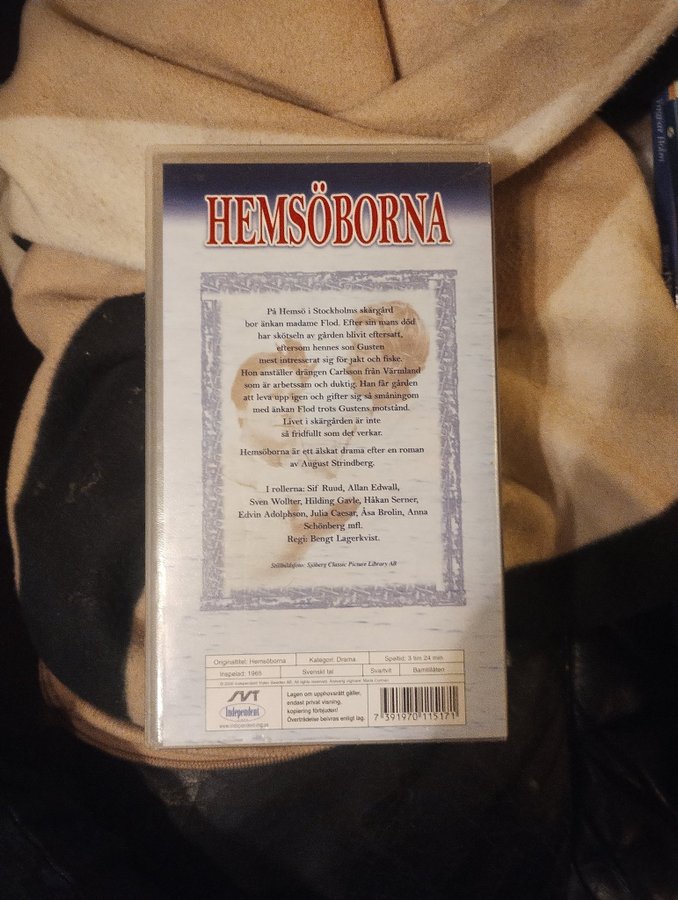 HEMSÖBORNA
På Hemsö i Stockholms skärgård
bor änkan madame Flod. Efter sin mans död
har skötseln av gården blivit eftersatt,
eftersom hennes son Gusten
mest intresserat sig för jakt och fiske.
Hon anställer drängen Carlsson från Värmland
som är arbetssam och duktig. Han får gården
att leva upp igen och gifter sig så småningom
med änkan Flod trots Gustens motstånd.
Livet i skärgården är inte
så fridfullt som det verkar.
Hemsöborna är ett älskat drama efter en roman
av August Strindberg.
I rollerna: Sif Ruud, Allan Edwall,
Sven Wollter, Hilding Gavle, Håkan Serner,
Edvin Adolphson, Julia Caesar, Åsa Brolin, Anna
Schönberg mfl.
Regi: Bengt Lagerkvist.
Stillbildsfoto: Sjöberg Classic Picture Library AB
Originaltitel: Hemsöborna Kategori: Drama Speltid: 3 tim 24 min
Inspelad: 1965 Svenskt tal Svartvit Barntillåten
All rights reserved.
SVT
Independent
Lagen om upphovsrätt gäller,
endast privat visning,
kopiering förbjuden!
Överträdelse beivras enligt lag.
7 391970 115171